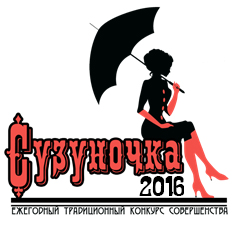 Сузуночка
2016
ЕЖЕГОДНЫЙ ТРАДИЦИОННЫЙ КОНКУРС СОВЕРШЕНСТВА